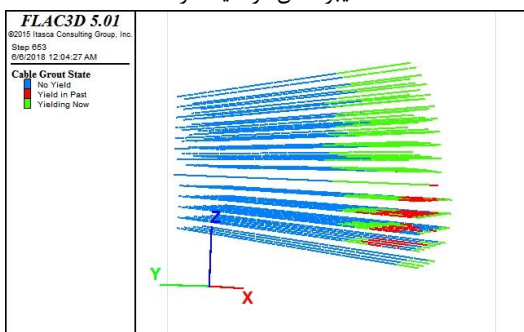 FLAC3D 5.01
©2015 Itasca Consulting Group, Inc.
Step 653
6/6/2018 12:04:27 AM
Cable Grout State
No Yield
Yield in Past
Yielding Now
Z
Y
X